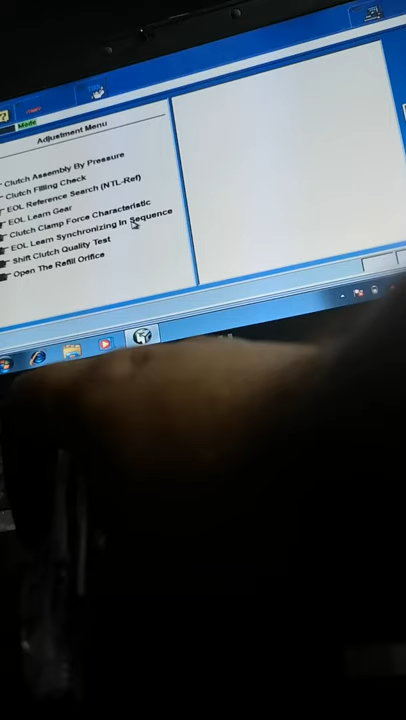 Mode
Adjustment Menu
Clutch Assembly By Pressure
Clutch Filling Check
EOL Reference Search (NTL-Ref)
EOL Learn Gear
Clutch Clamp Force Characteristic
EOL Learn Synchronizing In Sequence
Shift Clutch Quality Test
Open The Refill Orifice